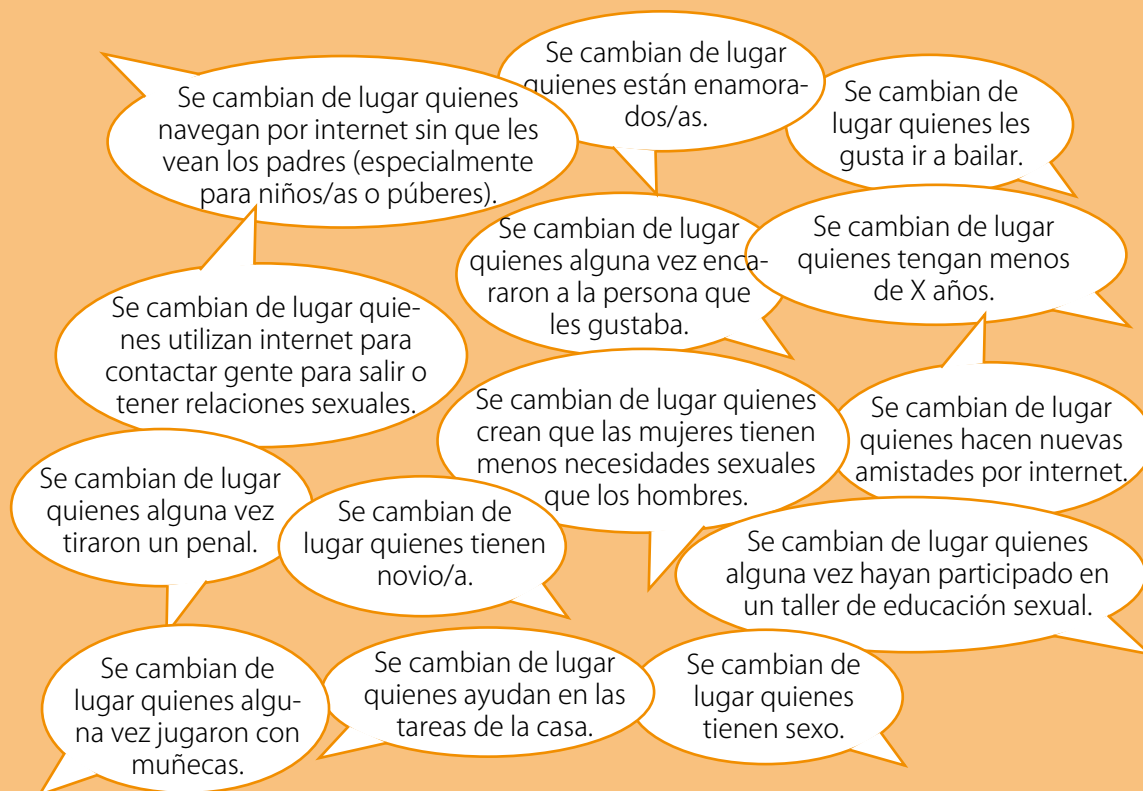 Se cambian de lugar quienes
navegan por internet sin que les
vean los padres (especialmente
para niños/as o púberes).
Se cambian de lugar
quienes están enamora-
dos/as.
Se cambian de
lugar quienes les
gusta ir a bailar.
Se cambian de lugar
quienes alguna vez enca-
raron a la persona que
les gustaba.
Se cambian de lugar
quienes tengan menos
de X años.
Se cambian de lugar quie-
nes utilizan internet para
contactar gente para salir o
tener relaciones sexuales.
Se cambian de lugar quienes
crean que las mujeres tienen
menos necesidades sexuales
que los hombres.
Se cambian de lugar
quienes hacen nuevas
amistades por internet.
Se cambian de lugar
quienes alguna vez
tiraron un penal.
Se cambian de
lugar quienes tienen
novio/a.
Se cambian de lugar quienes
alguna vez hayan participado en
un taller de educación sexual.
Se cambian de
lugar quienes algu-
na vez jugaron con
muñecas.
Se cambian de lugar
quienes ayudan en las
tareas de la casa.
Se cambian de
lugar quienes
tienen sexo.